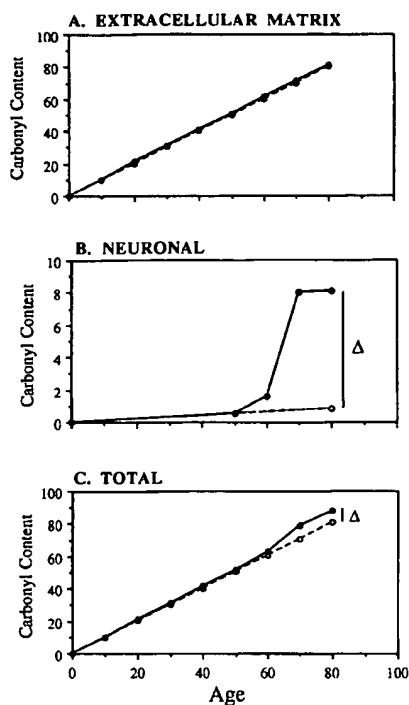 A. EXTRACELLULAR MATRIX
100
80
60
40
20
0
Carbonyl Content
B. NEURONAL
10
8
6
4
2
0
Carbonyl Content
Δ
C. TOTAL
100
80
60
40
20
0
Carbonyl Content
Δ
0 20 40 60 80 100
Age